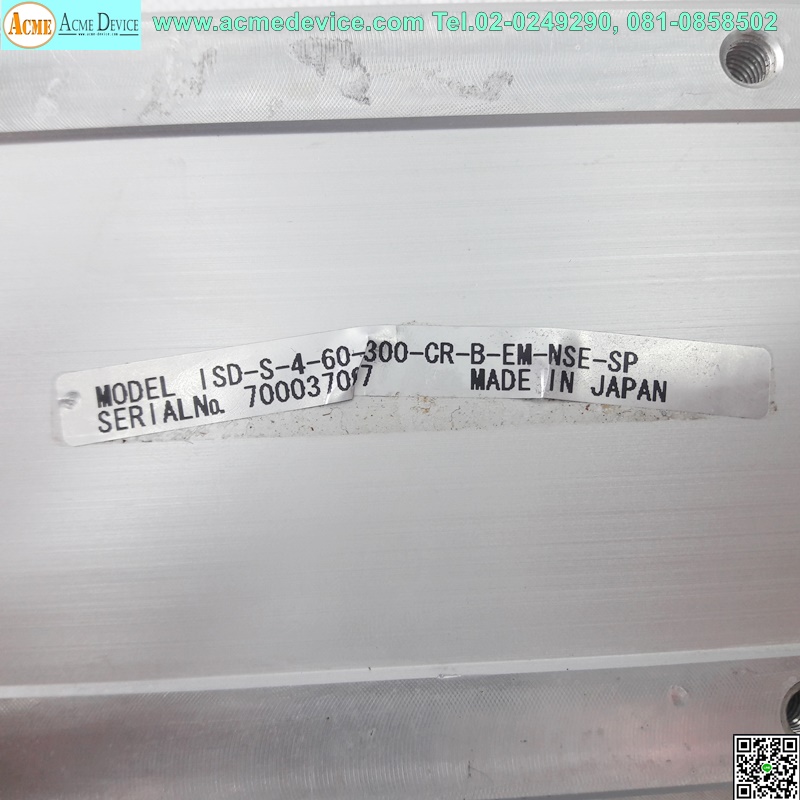 ACME ACME DEVICE www.acmedevice.com Tel.02-0249290, 081-0858502
MODEL ISD-S-4-60-300-CR-B-EM-NSE-SP
SERIALNo. MADE IN JAPAN